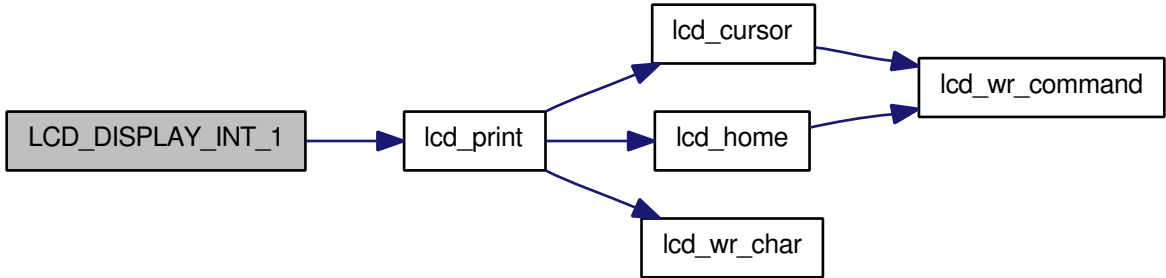 LCD_DISPLAY_INT_1
lcd_print
lcd_cursor
lcd_home
lcd_wr_char
lcd_wr_command